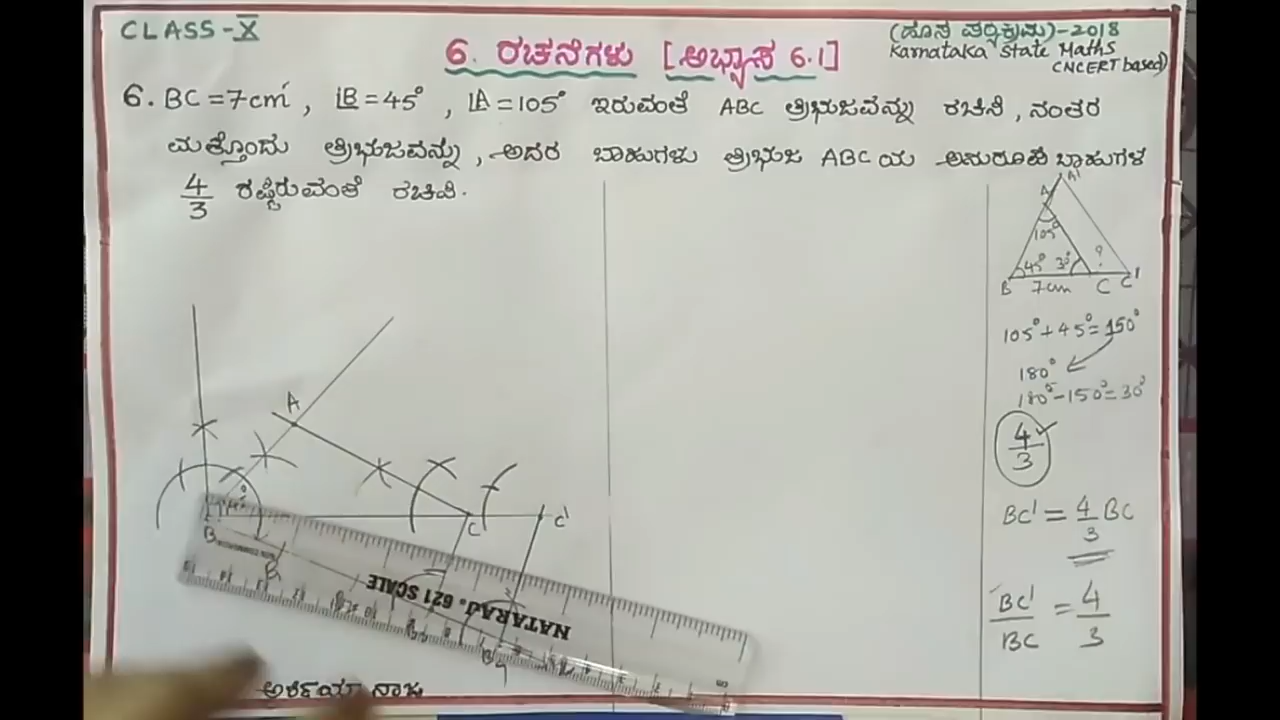 CLASS-X
6. ರಚನೆಗಳು [ಅಭ್ಯಾಸ 6.1]
(ಹೊಸ ಪಠ್ಯಕ್ರಮ)-2018
Karnataka State Maths
(NCERT based)
6. BC = 7cm, ∠B = 45°, ∠A = 105° ಇರುವಂತೆ ABC ತ್ರಿಭುಜವನ್ನು ರಚಿಸಿ, ನಂತರ
ಮತ್ತೊಂದು ತ್ರಿಭುಜವನ್ನು, ಅದರ ಬಾಹುಗಳು ತ್ರಿಭುಜ ABC ಯ ಅನುರೂಪ ಬಾಹುಗಳ
4/3 ರಷ್ಟಿರುವಂತೆ ರಚಿಸಿ.
A
B
C
C'
NATARAJ. 621 SCALE
A A'
105°
45° 30° ?
B 7cm C C'
105° + 45° = 150°
180°
180° - 150° = 30°
4/3
BC' = 4/3 BC
BC'/BC = 4/3